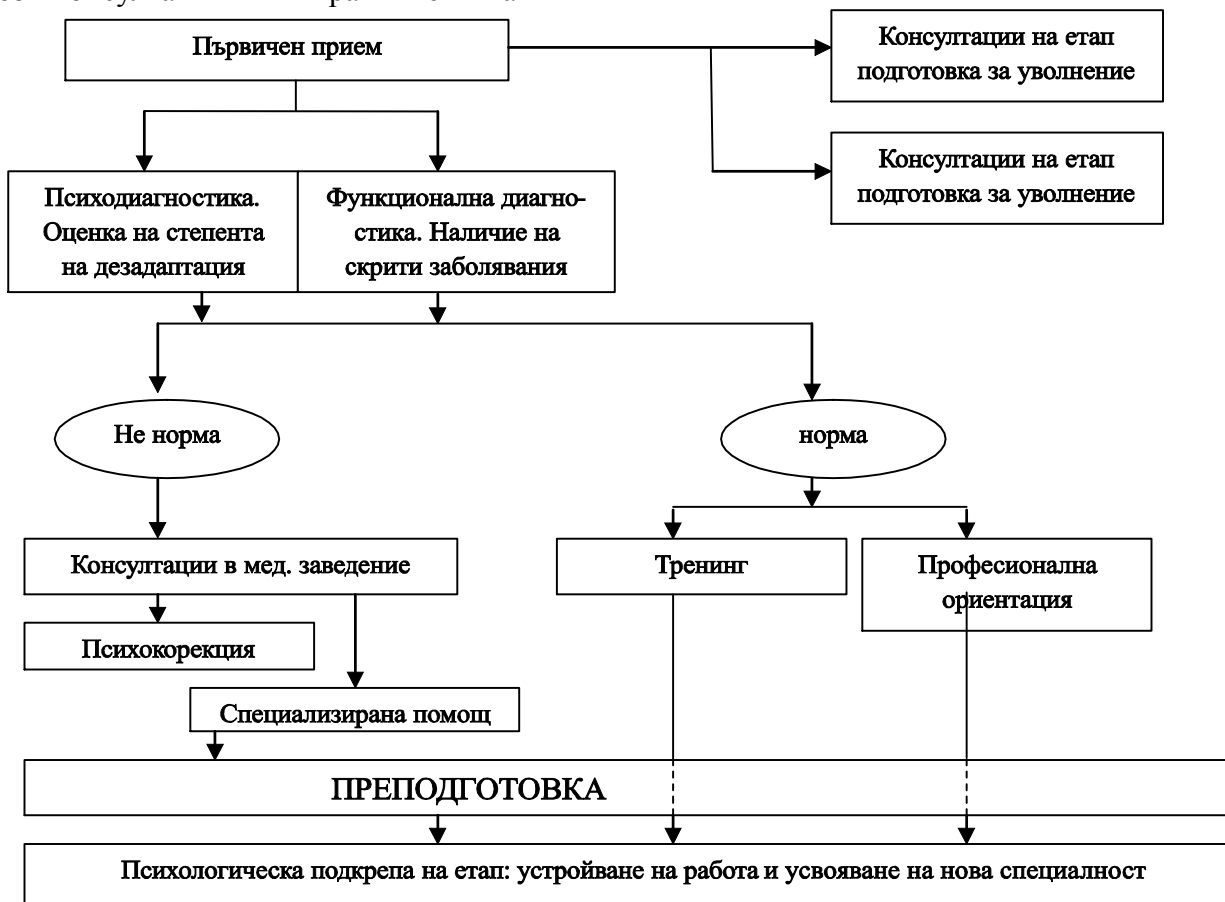 Първичен прием
Консултации на етап
подготовка за уволнение
Консултации на етап
подготовка за уволнение
Психодиагностика.
Оценка на степента
на дезадаптация
Функционална диагно-
стика. Наличие на
скрити заболявания
Не норма
норма
Консултации в мед. заведение
Тренинг
Професионална
ориентация
Психокорекция
Специализирана помощ
ПРЕПОДГОТОВКА
Психологическа подкрепа на етап: устройване на работа и усвояване на нова специалност